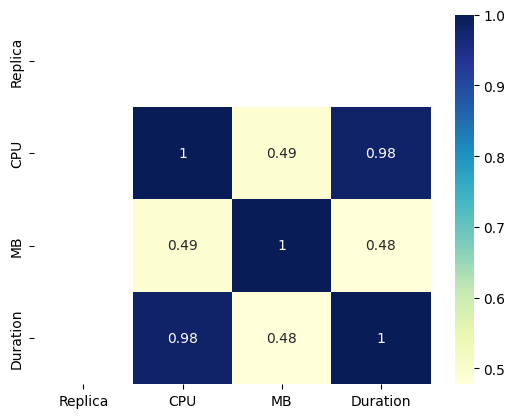 Replica
CPU
MB
Duration
1 0.49 0.98
0.49 1 0.48
0.98 0.48 1
Replica CPU MB Duration
1.0
0.9
0.8
0.7
0.6
0.5